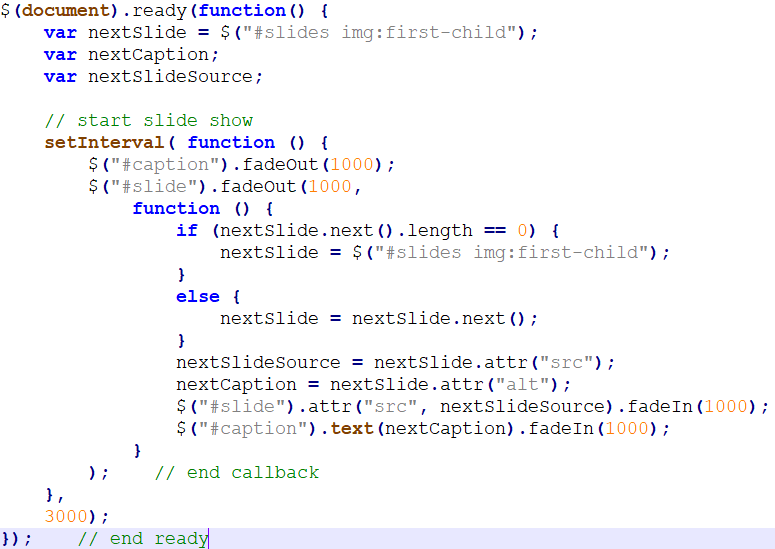 $(document).ready(function() {
    var nextSlide = $("#slides img:first-child");
    var nextCaption;
    var nextSlideSource;

    // start slide show
    setInterval( function () {
        $("#caption").fadeOut(1000);
        $("#slide").fadeOut(1000,
            function () {
                if (nextSlide.next().length == 0) {
                    nextSlide = $("#slides img:first-child");
                }
                else {
                    nextSlide = nextSlide.next();
                }
                nextSlideSource = nextSlide.attr("src");
                nextCaption = nextSlide.attr("alt");
                $("#slide").attr("src", nextSlideSource).fadeIn(1000);
                $("#caption").text(nextCaption).fadeIn(1000);
            }
        );    // end callback
    },
    3000);
});    // end ready